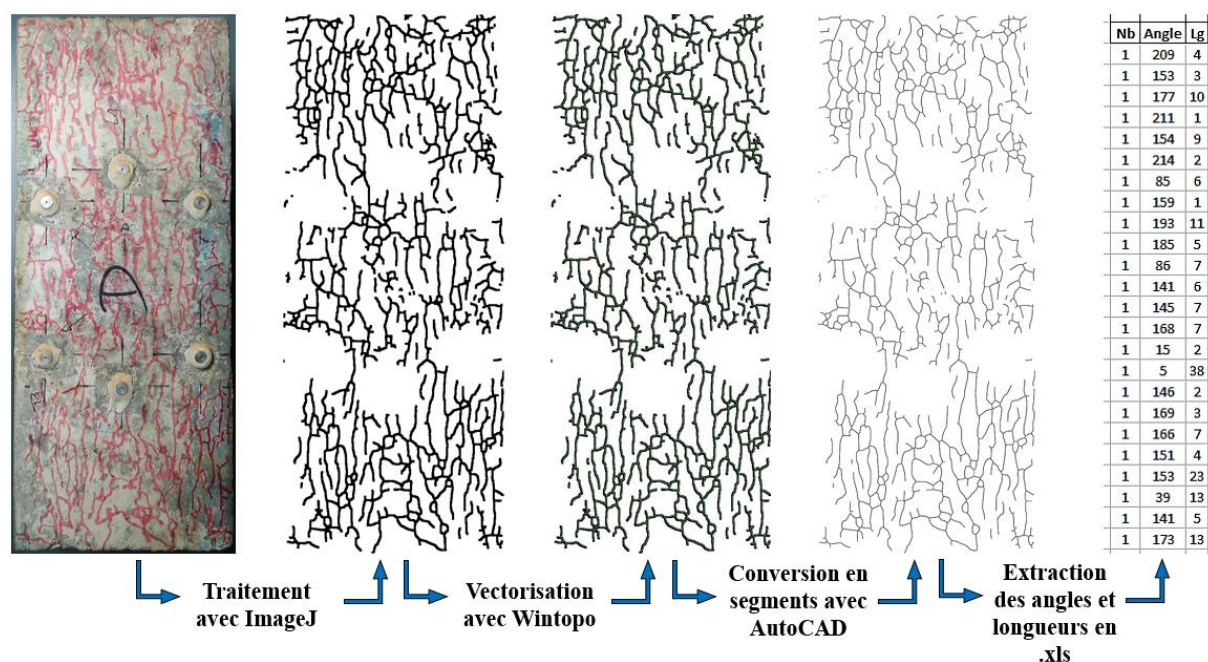 A
Nb Angle Lg
1 209 4
1 153 3
1 177 10
1 211 1
1 154 9
1 214 2
1 85 6
1 159 1
1 193 11
1 185 5
1 86 7
1 141 6
1 145 7
1 168 7
1 15 2
1 5 38
1 146 2
1 169 3
1 166 7
1 151 4
1 153 23
1 39 13
1 141 5
1 173 13
Traitement
avec ImageJ
Vectorisation
avec Wintopo
Conversion en
segments avec
AutoCAD
Extraction
des angles et
longueurs en
.xls